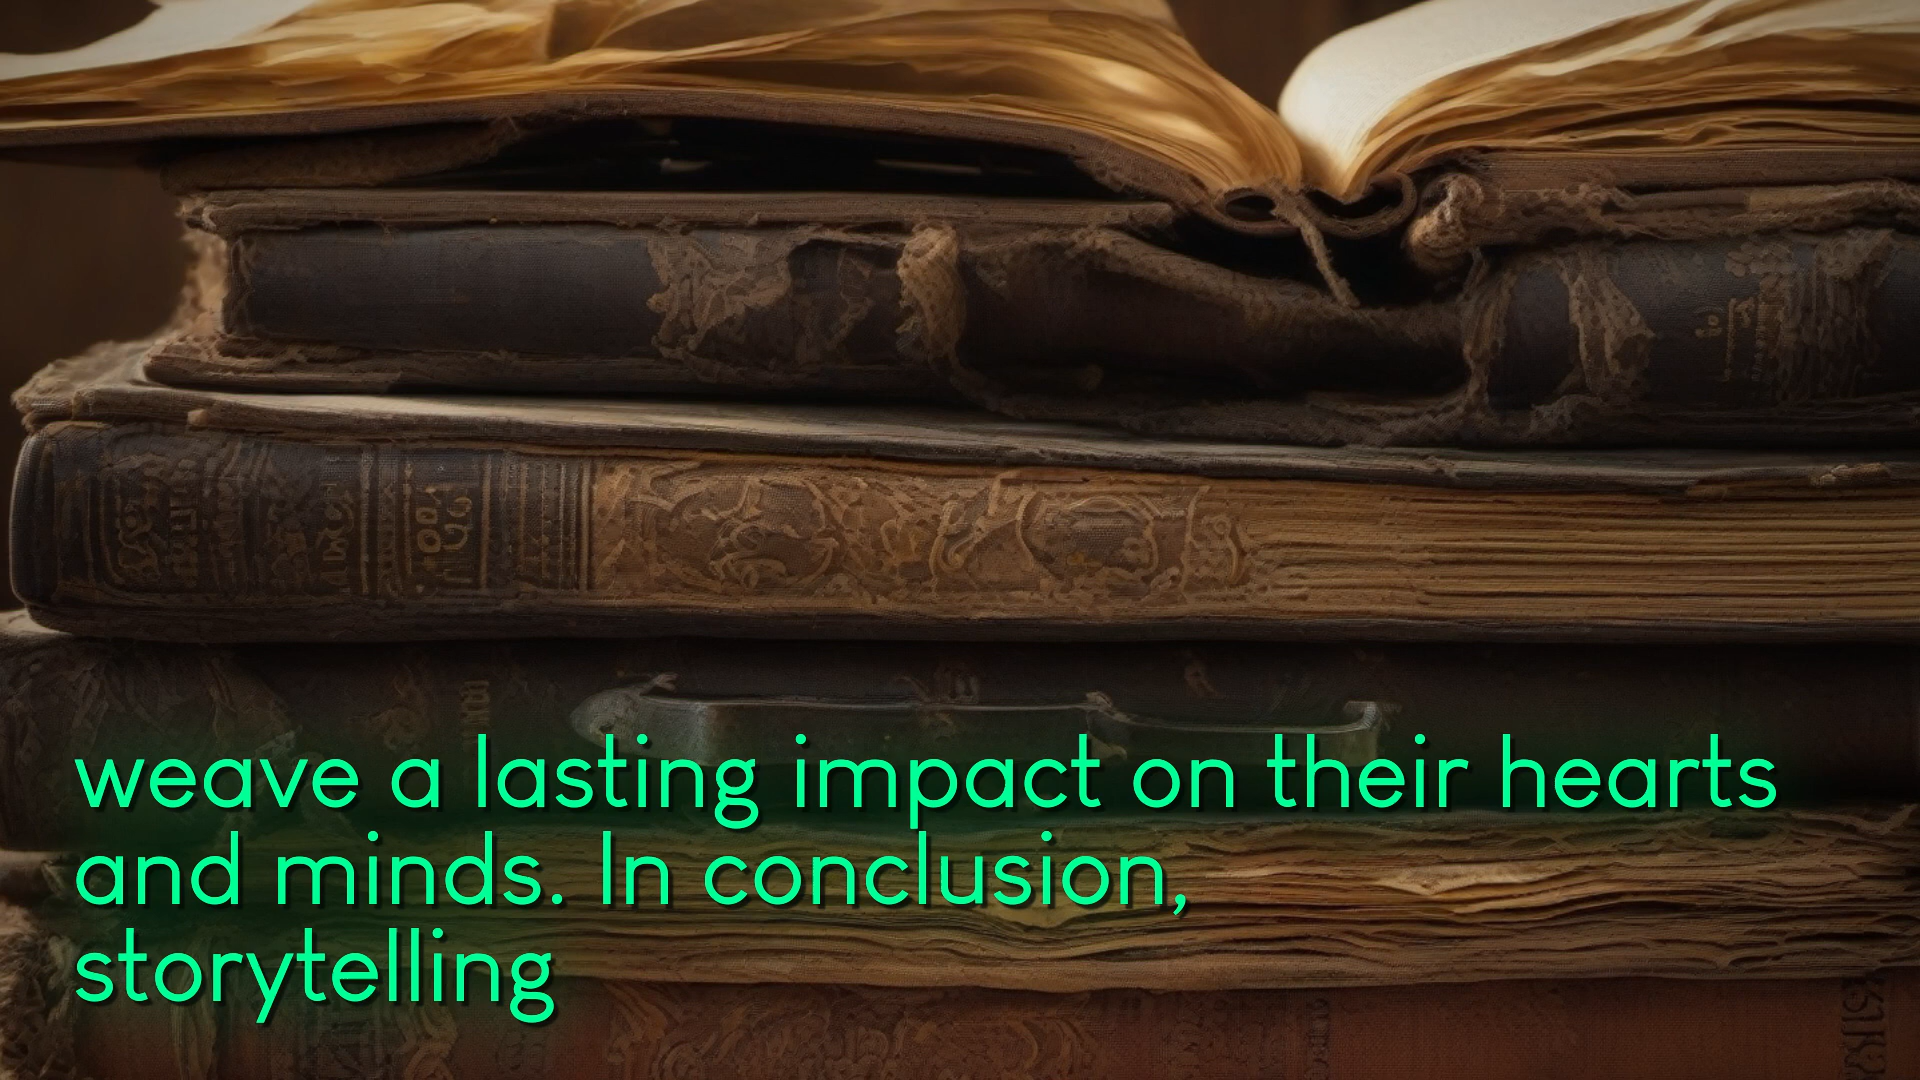 weave a lasting impact on their hearts
and minds. In conclusion,
storytelling